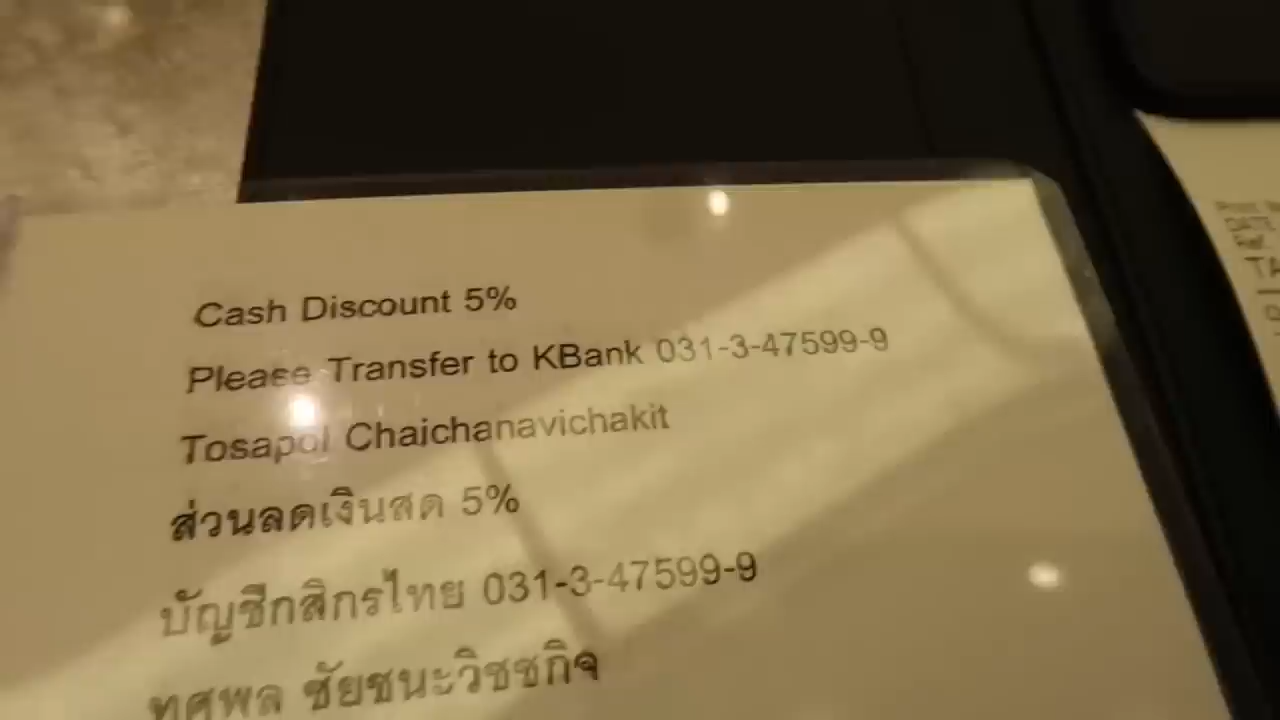 Cash Discount 5%
Please Transfer to KBank 031-3-47599-9
Tosapol Chaichanavichakit
ส่วนลดเงินสด 5%
บัญชีกสิกรไทย 031-3-47599-9
ทศพล ชัยชนะวิชชกิจ
DATE